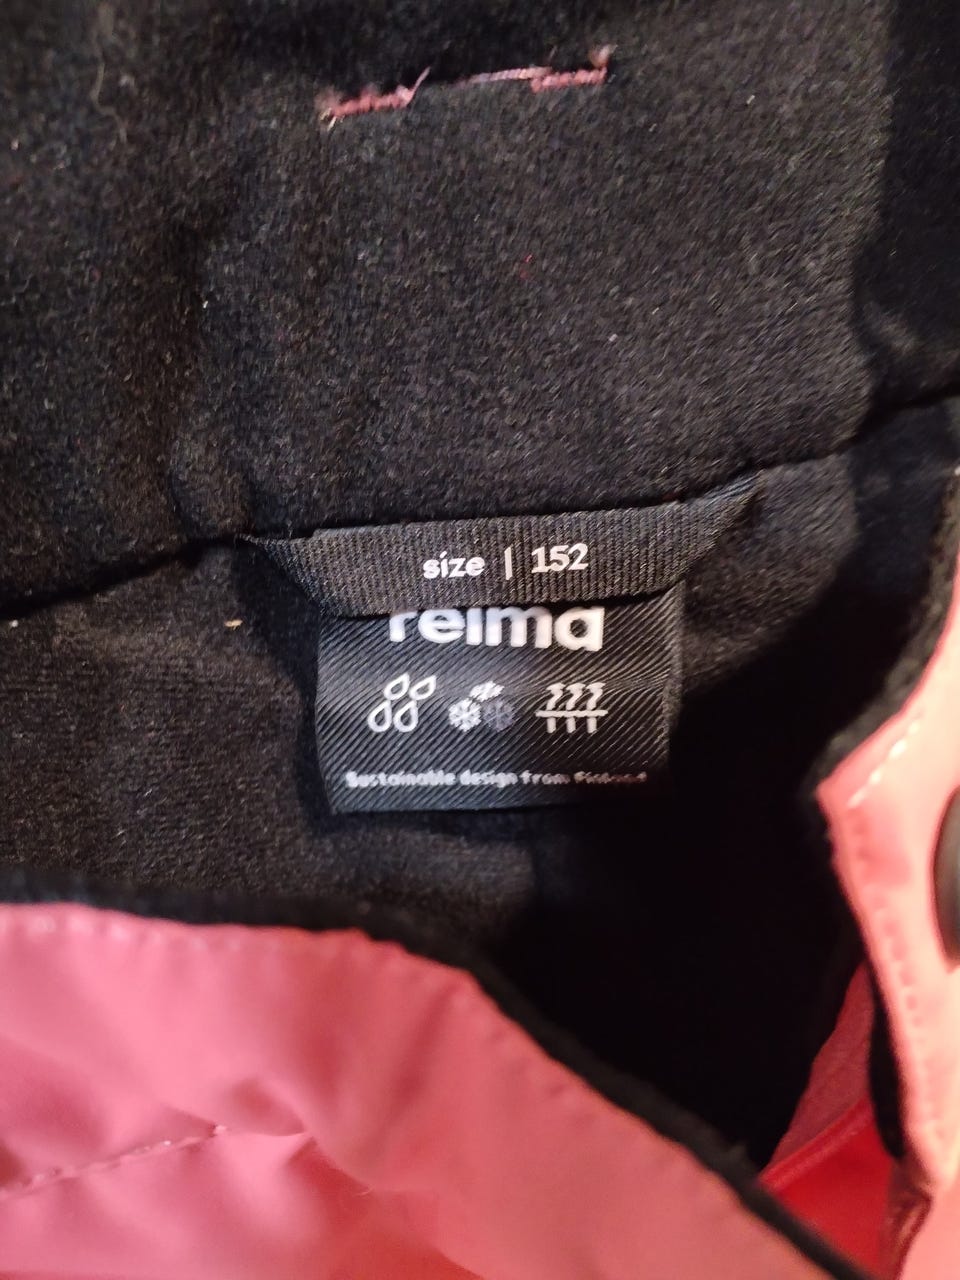 size | 152
reima
Sustainable design from Finland